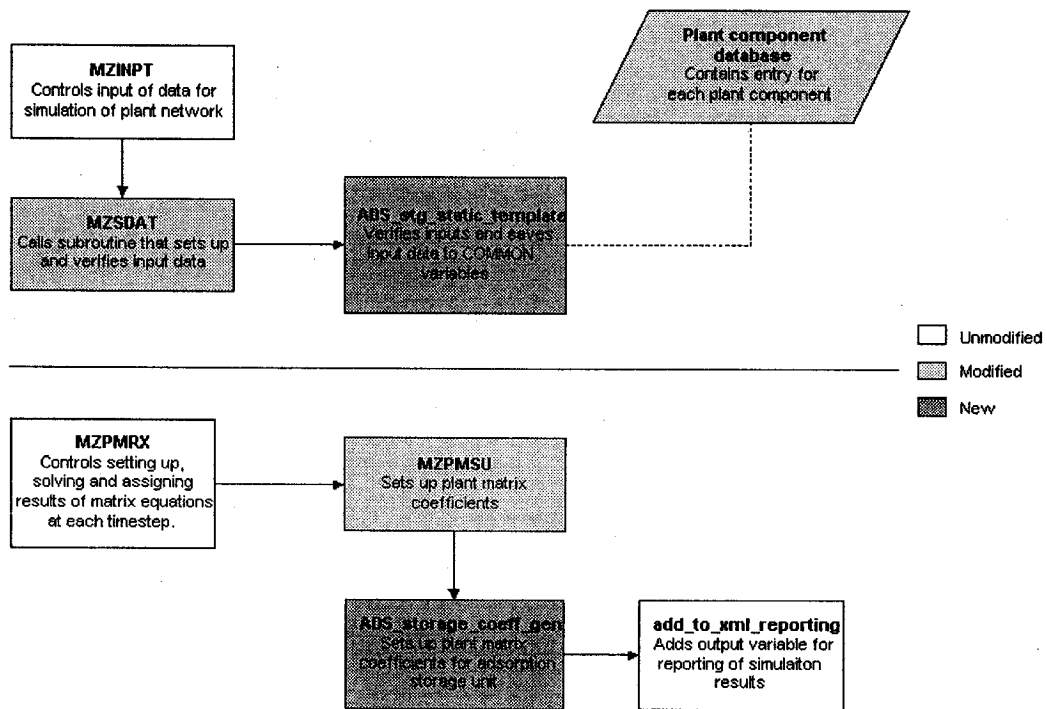 MZINPT
Controls input of data for
simulation of plant network
Plant component
database
Contains entry for
each plant component
MZSDAT
Calls subroutine that sets up
and verifies input data
ADS_stg_static_template
Verifies inputs and saves
input data to COMMON
variables
Unmodified
Modified
New
MZPMRX
Controls setting up,
solving and assigning
results of matrix equations
at each timestep.
MZPMSU
Sets up plant matrix
coefficients
ADS_storage_coeff_gen
Sets up plant matrix
coefficients for adsorption
storage unit
add_to_xml_reporting
Adds output variable for
reporting of simulaiton
results